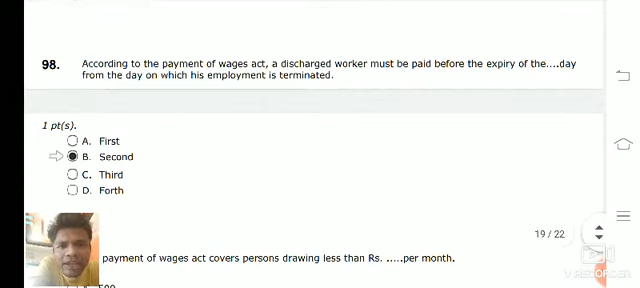 98. According to the payment of wages act, a discharged worker must be paid before the expiry of the....day
from the day on which his employment is terminated.
1 pt(s).
A. First
B. Second
C. Third
D. Forth
19 / 22
payment of wages act covers persons drawing less than Rs. .....per month.
V RECORDER